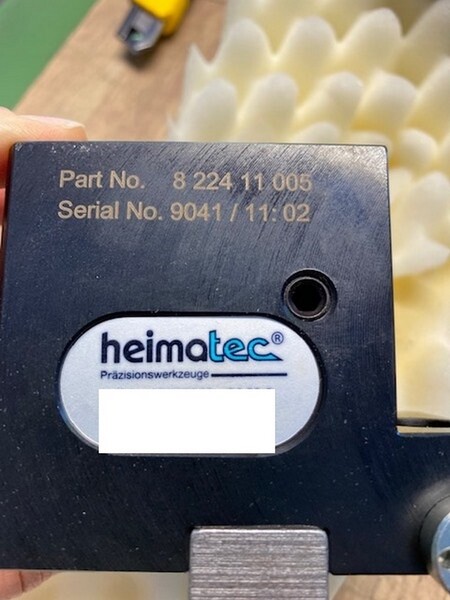 Part No. 8 224 11 005
Serial No. 9041 / 11: 02
heimatec®
Präzisionswerkzeuge